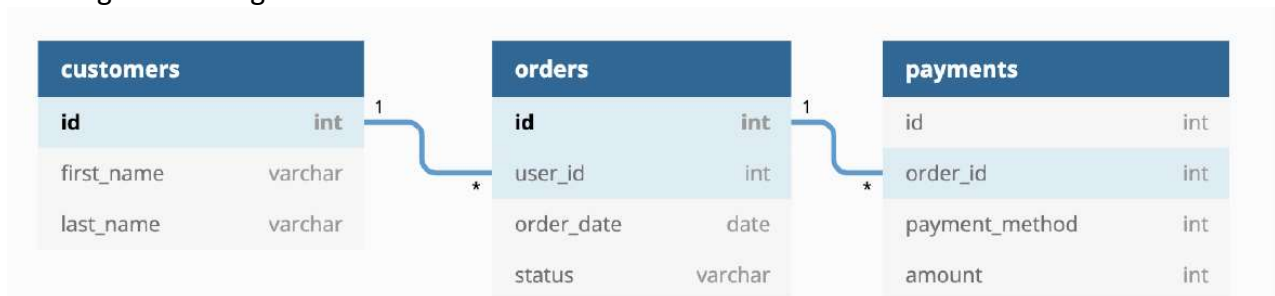 customers
id int
first_name varchar
last_name varchar
1
*
orders
id int
user_id int
order_date date
status varchar
1
*
payments
id int
order_id int
payment_method int
amount int